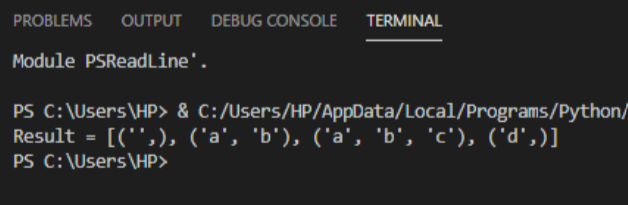 PROBLEMS OUTPUT DEBUG CONSOLE TERMINAL
Module PSReadLine'.
PS C:\Users\HP> & C:/Users/HP/AppData/Local/Programs/Python/
Result = [('',), ('a', 'b'), ('a', 'b', 'c'), ('d',)]
PS C:\Users\HP>